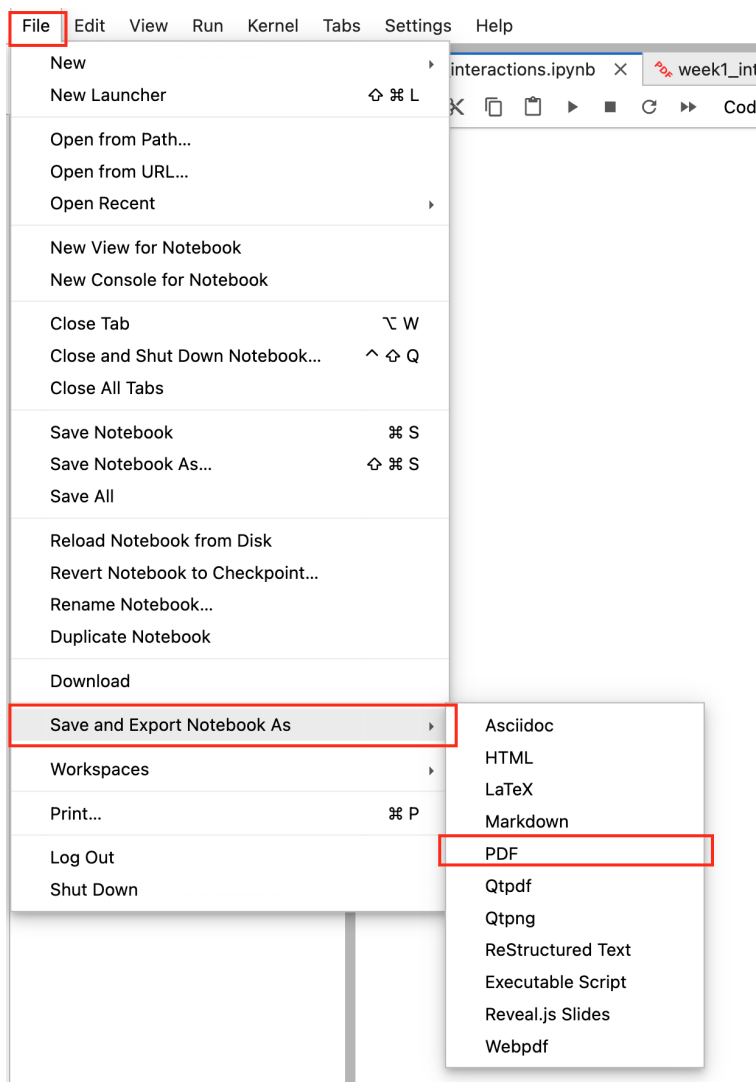 File Edit View Run Kernel Tabs Settings Help
interactions.ipynb
PDF week1_int
Cod
New
New Launcher ⇧ ⌘ L
Open from Path...
Open from URL...
Open Recent
New View for Notebook
New Console for Notebook
Close Tab ⌥ W
Close and Shut Down Notebook... ^ ⇧ Q
Close All Tabs
Save Notebook ⌘ S
Save Notebook As... ⇧ ⌘ S
Save All
Reload Notebook from Disk
Revert Notebook to Checkpoint...
Rename Notebook...
Duplicate Notebook
Download
Save and Export Notebook As
Workspaces
Print... ⌘ P
Log Out
Shut Down
Asciidoc
HTML
LaTeX
Markdown
PDF
Qtpdf
Qtpng
ReStructured Text
Executable Script
Reveal.js Slides
Webpdf